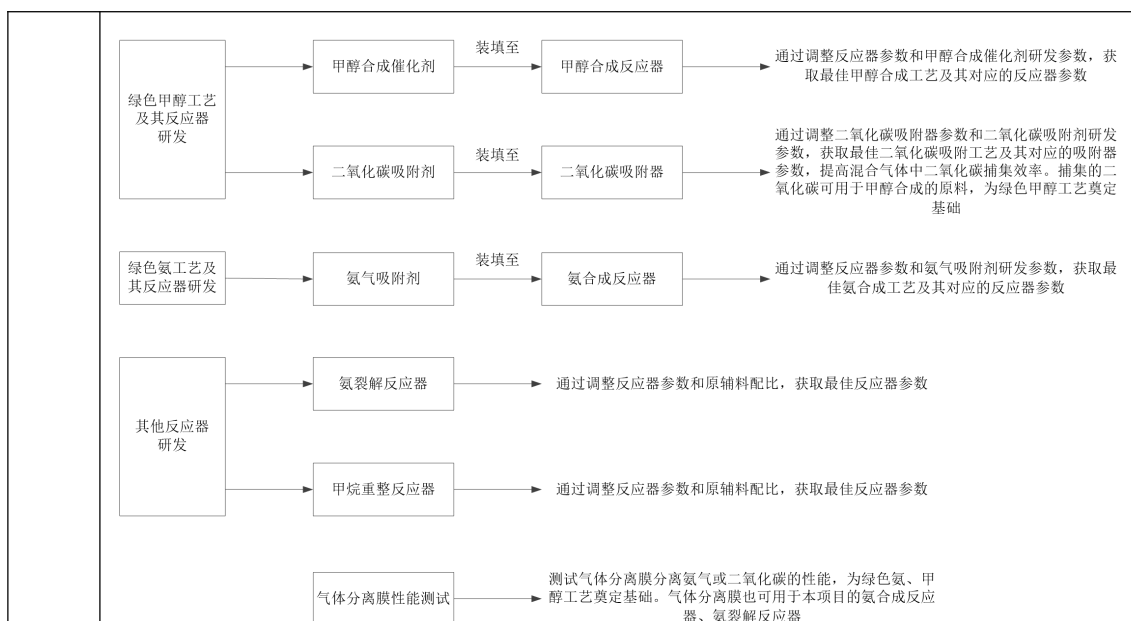 绿色甲醇工艺
及其反应器
研发
甲醇合成催化剂
装填至
甲醇合成反应器
通过调整反应器参数和甲醇合成催化剂研发参数，获
取最佳甲醇合成工艺及其对应的反应器参数
二氧化碳吸附剂
装填至
二氧化碳吸附器
通过调整二氧化碳吸附器参数和二氧化碳吸附剂研发
参数，获取最佳二氧化碳吸附工艺及其对应的吸附器
参数，提高混合气体中二氧化碳捕集效率。捕集的二
氧化碳可用于甲醇合成的原料，为绿色甲醇工艺奠定
基础
绿色氨工艺及
其反应器研发
氨气吸附剂
装填至
氨合成反应器
通过调整反应器参数和氨气吸附剂研发参数，获取最
佳氨合成工艺及其对应的反应器参数
其他反应器
研发
氨裂解反应器
通过调整反应器参数和原辅料配比，获取最佳反应器参数
甲烷重整反应器
通过调整反应器参数和原辅料配比，获取最佳反应器参数
气体分离膜性能测试
测试气体分离膜分离氨气或二氧化碳的性能，为绿色氨、甲
醇工艺奠定基础。气体分离膜也可用于本项目的氨合成反应
器、氨裂解反应器